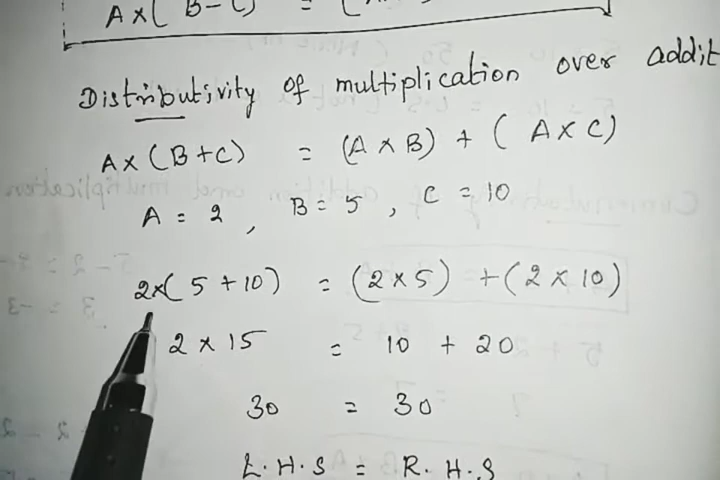 A×( B-C) = (
Distributivity of multiplication over addit
A×(B+C) = (A × B) + ( A×C)
A = 2 , B = 5 , C = 10
2×( 5 + 10) = (2 × 5) + (2 × 10)
2 × 15 = 10 + 20
30 = 30
L.H.S = R.H.S